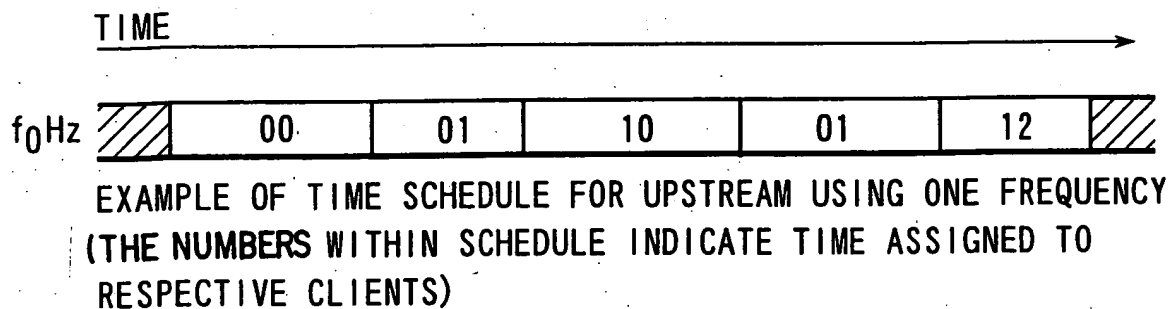 TIME
f0Hz 00 01 10 01 12
EXAMPLE OF TIME SCHEDULE FOR UPSTREAM USING ONE FREQUENCY
(THE NUMBERS WITHIN SCHEDULE INDICATE TIME ASSIGNED TO
RESPECTIVE CLIENTS)